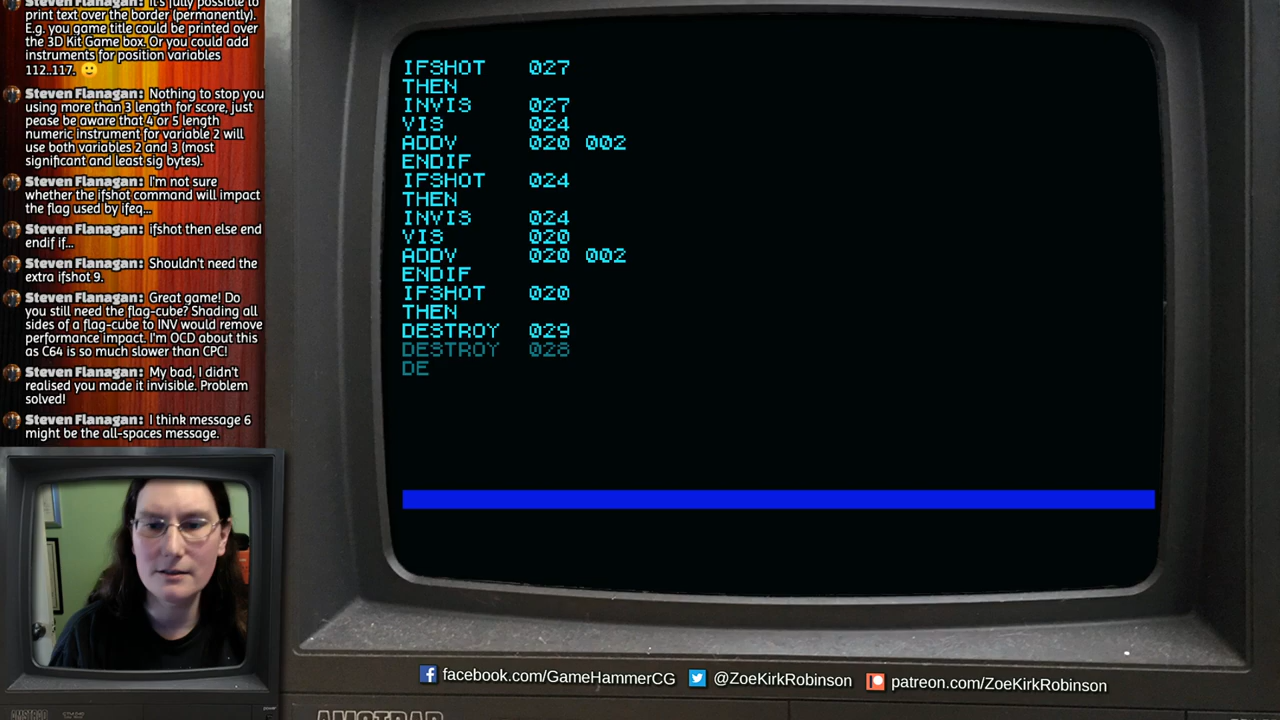 Steven Flanagan: It's fully possible to
print text over the border (permanently).
E.g. you game title could be printed over
the 3D Kit Game box. Or you could add
instruments for position variables
112..117. 🙂
Steven Flanagan: Nothing to stop you
using more than 3 length for score, just
pease be aware that 4 or 5 length
numeric instrument for variable 2 will
use both variables 2 and 3 (most
significant and least sig bytes).
Steven Flanagan: I'm not sure
whether the ifshot command will impact
the flag used by ifeq...
Steven Flanagan: ifshot then else end
endif if...
Steven Flanagan: Shouldn't need the
extra ifshot 9.
Steven Flanagan: Great game! Do
you still need the flag-cube? Shading all
sides of a flag-cube to INV would remove
performance impact. I'm OCD about this
as C64 is so much slower than CPC!
Steven Flanagan: My bad, I didn't
realised you made it invisible. Problem
solved!
Steven Flanagan: I think message 6
might be the all-spaces message.
IFSHOT 027
THEN
INVIS 027
VIS 024
ADDV 020 002
ENDIF
IFSHOT 024
THEN
INVIS 024
VIS 020
ADDV 020 002
ENDIF
IFSHOT 020
THEN
DESTROY 029
DESTROY 028
DE
facebook.com/GameHammerCG @ZoeKirkRobinson patreon.com/ZoeKirkRobinson